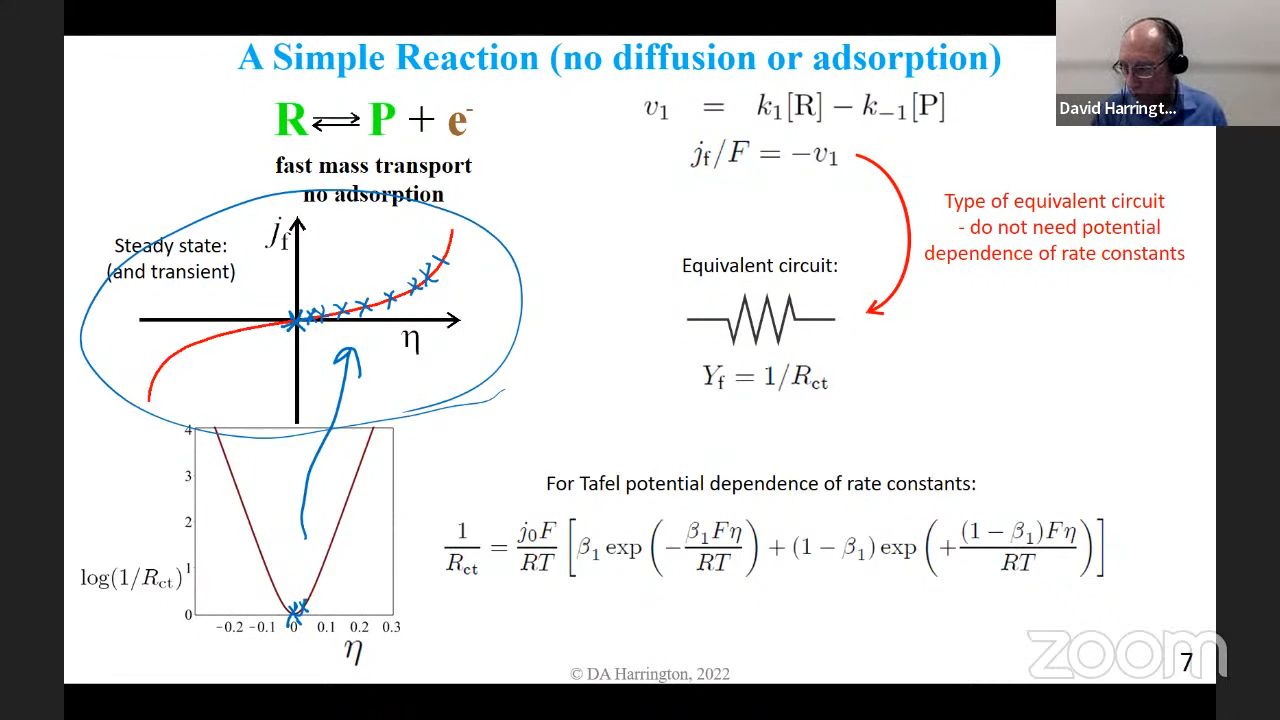 A Simple Reaction (no diffusion or adsorption)
R ⇌ P + e⁻
fast mass transport
no adsorption
v₁ = k₁[R] − k₋₁[P]
j_f/F = −v₁
Type of equivalent circuit
- do not need potential
dependence of rate constants
Steady state:
(and transient)
j_f
η
Equivalent circuit:
Y_f = 1/R_ct
4
3
2
1
0
log(1/R_ct)
−0.2 −0.1 0 0.1 0.2 0.3
η
For Tafel potential dependence of rate constants:
1/R_ct = j₀F/RT [β₁ exp(−β₁Fη/RT) + (1 − β₁) exp(+(1 − β₁)Fη/RT)]
© DA Harrington, 2022
David Harringt...
zoom
7